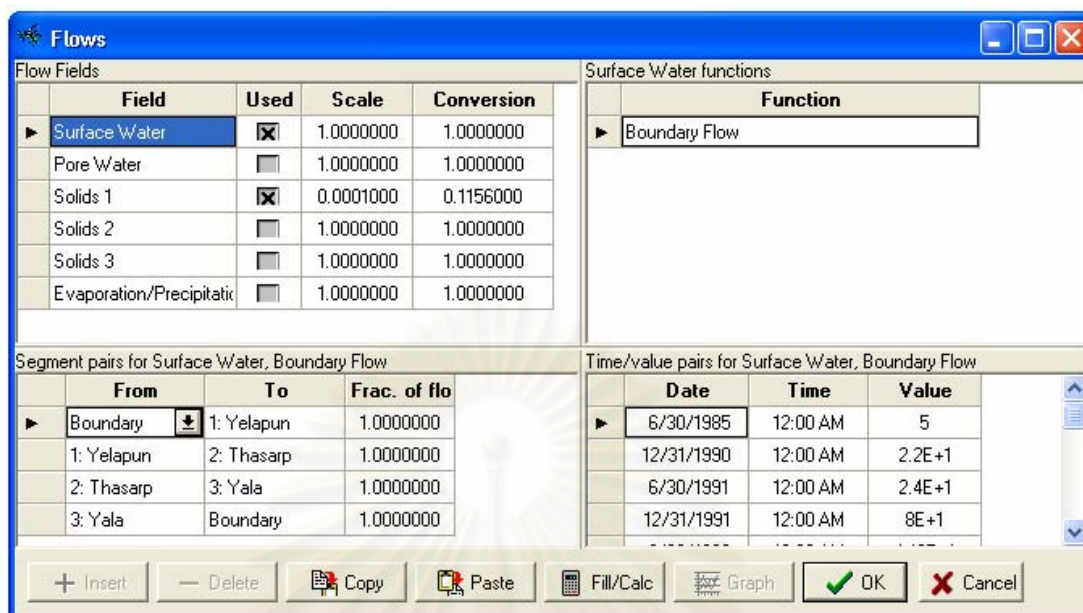 Flows
Flow Fields
Field Used Scale Conversion
Surface Water 1.0000000 1.0000000
Pore Water 1.0000000 1.0000000
Solids 1 0.0001000 0.1156000
Solids 2 1.0000000 1.0000000
Solids 3 1.0000000 1.0000000
Evaporation/Precipitatic 1.0000000 1.0000000
Surface Water functions
Function
Boundary Flow
Segment pairs for Surface Water, Boundary Flow
From To Frac. of flo
Boundary 1: Yelapun 1.0000000
1: Yelapun 2: Thasarp 1.0000000
2: Thasarp 3: Yala 1.0000000
3: Yala Boundary 1.0000000
Time/value pairs for Surface Water, Boundary Flow
Date Time Value
6/30/1985 12:00 AM 5
12/31/1990 12:00 AM 2.2E+1
6/30/1991 12:00 AM 2.4E+1
12/31/1991 12:00 AM 8E+1
Insert Delete Copy Paste Fill/Calc Graph OK Cancel